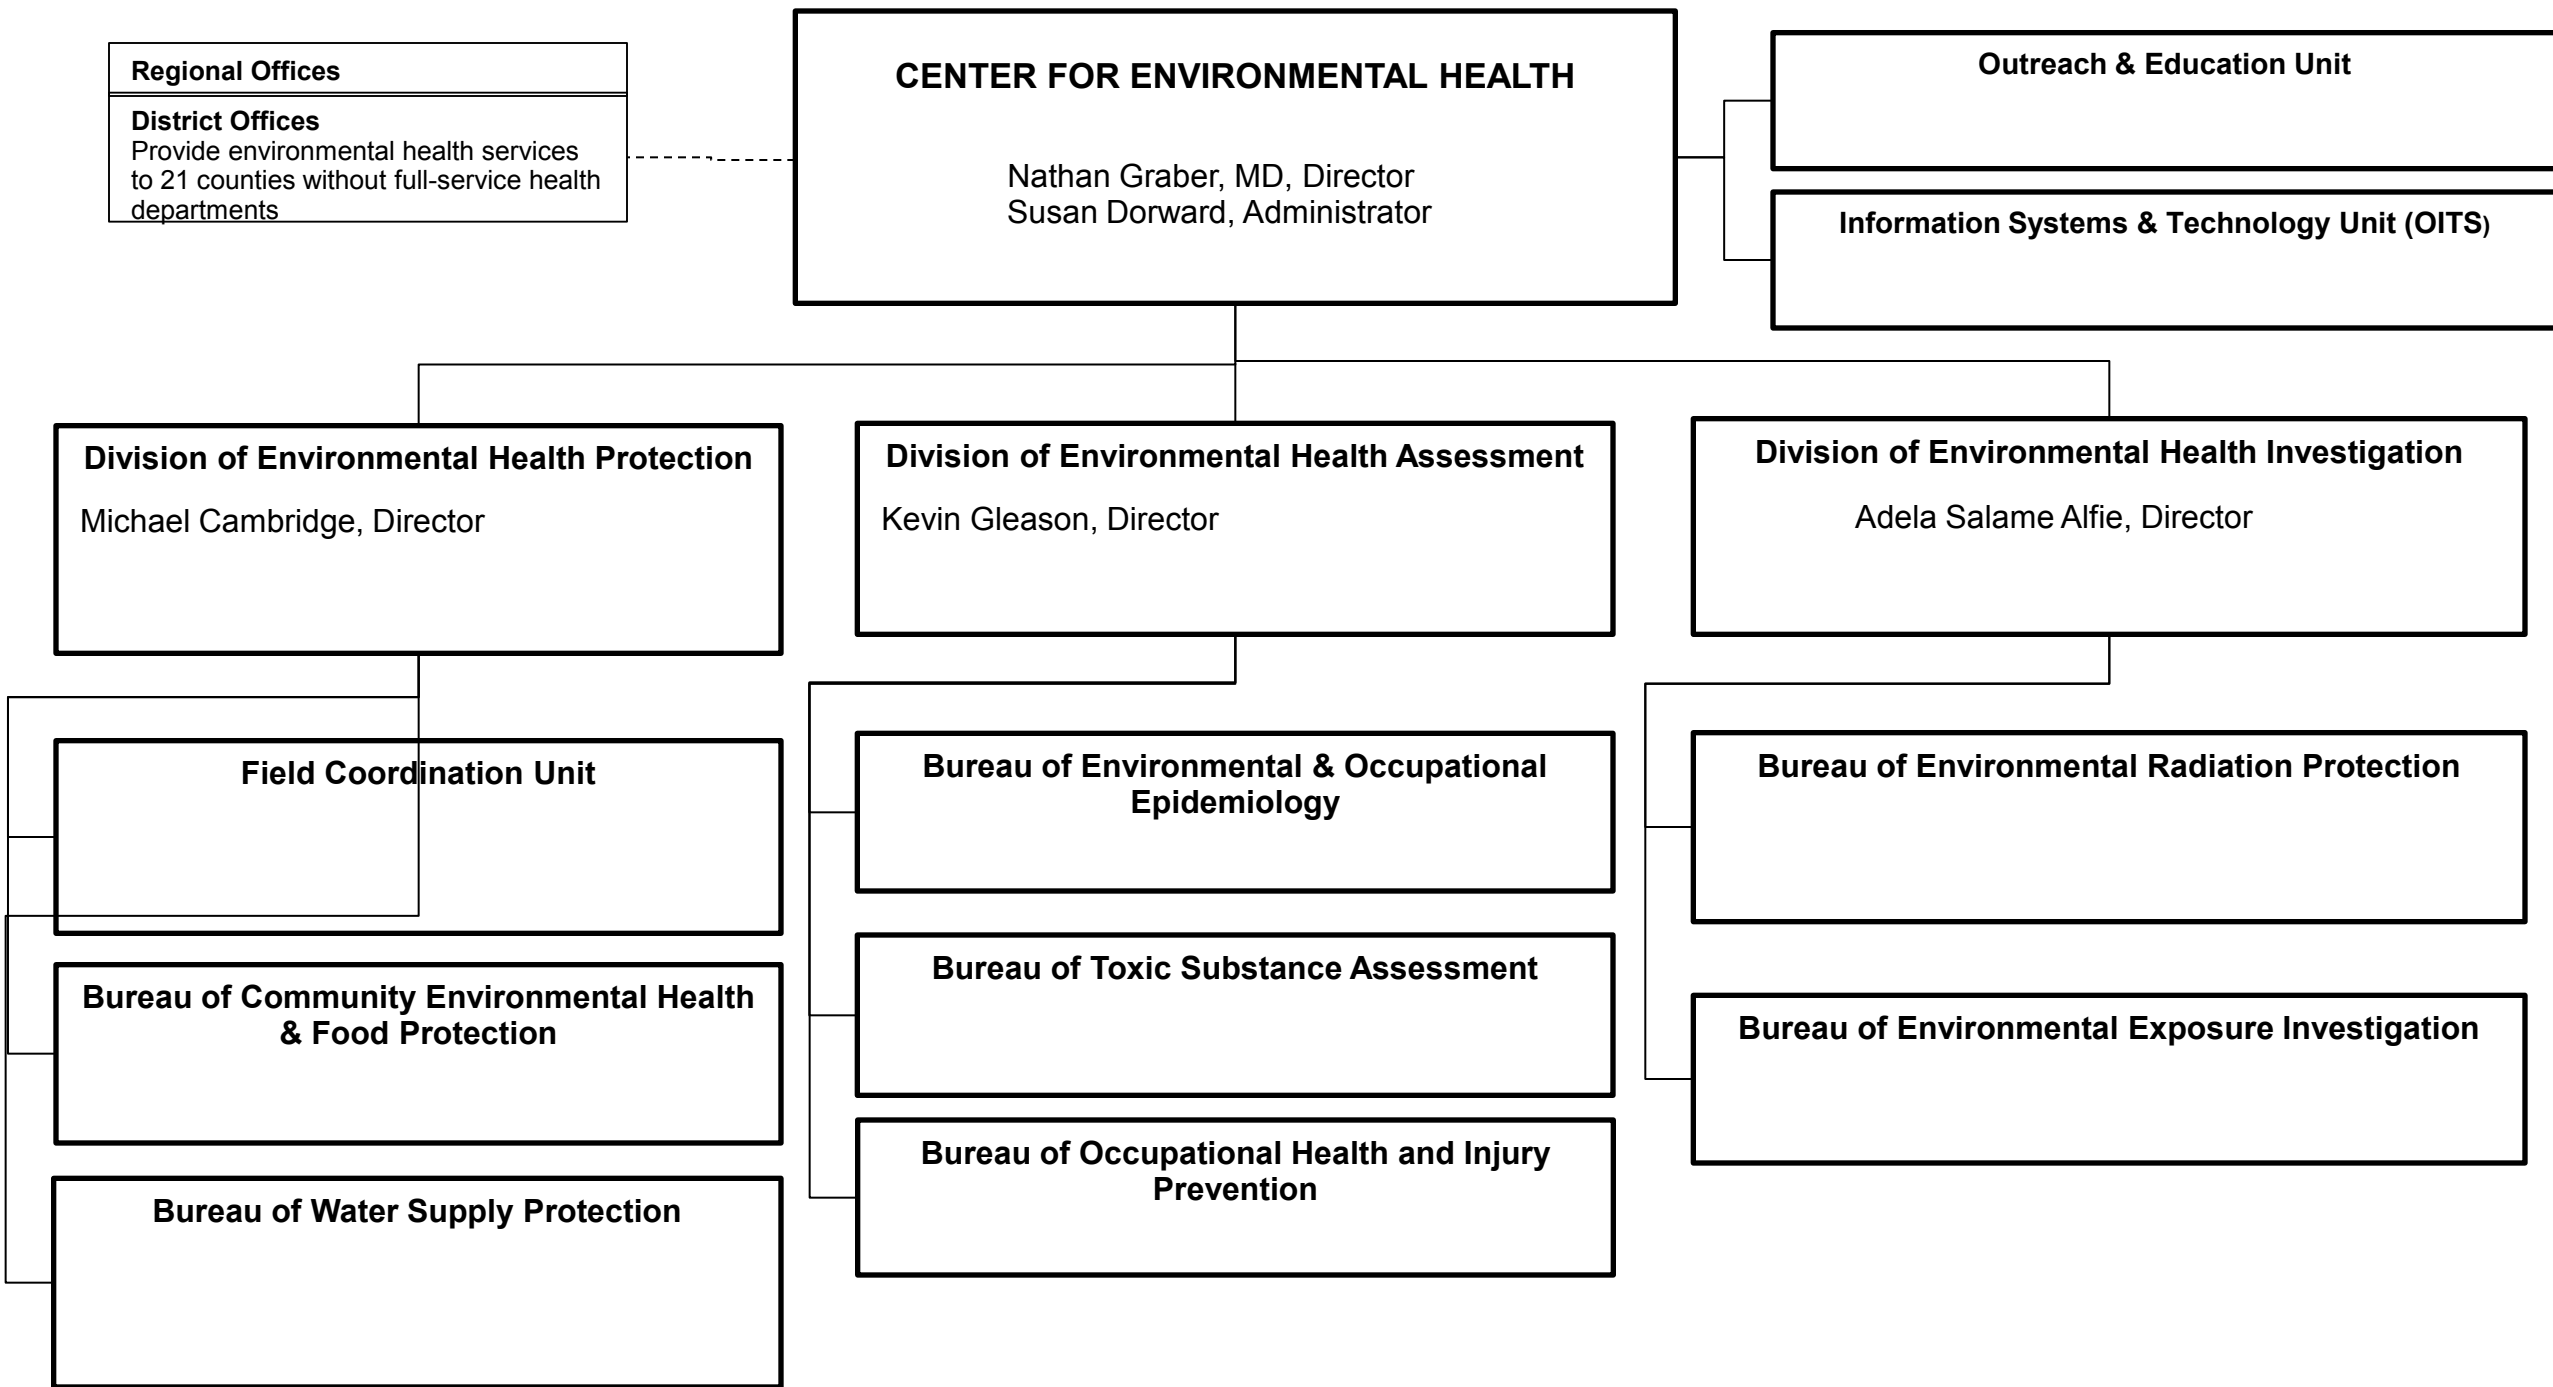 Regional Offices
District Offices
Provide environmental health services
to 21 counties without full-service health
departments
CENTER FOR ENVIRONMENTAL HEALTH
Nathan Graber, MD, Director
Susan Dorward, Administrator
Outreach & Education Unit
Information Systems & Technology Unit (OITS)
Division of Environmental Health Protection
Michael Cambridge, Director
Division of Environmental Health Assessment
Kevin Gleason, Director
Division of Environmental Health Investigation
Adela Salame Alfie, Director
Field Coordination Unit
Bureau of Community Environmental Health
& Food Protection
Bureau of Water Supply Protection
Bureau of Environmental & Occupational
Epidemiology
Bureau of Toxic Substance Assessment
Bureau of Occupational Health and Injury
Prevention
Bureau of Environmental Radiation Protection
Bureau of Environmental Exposure Investigation